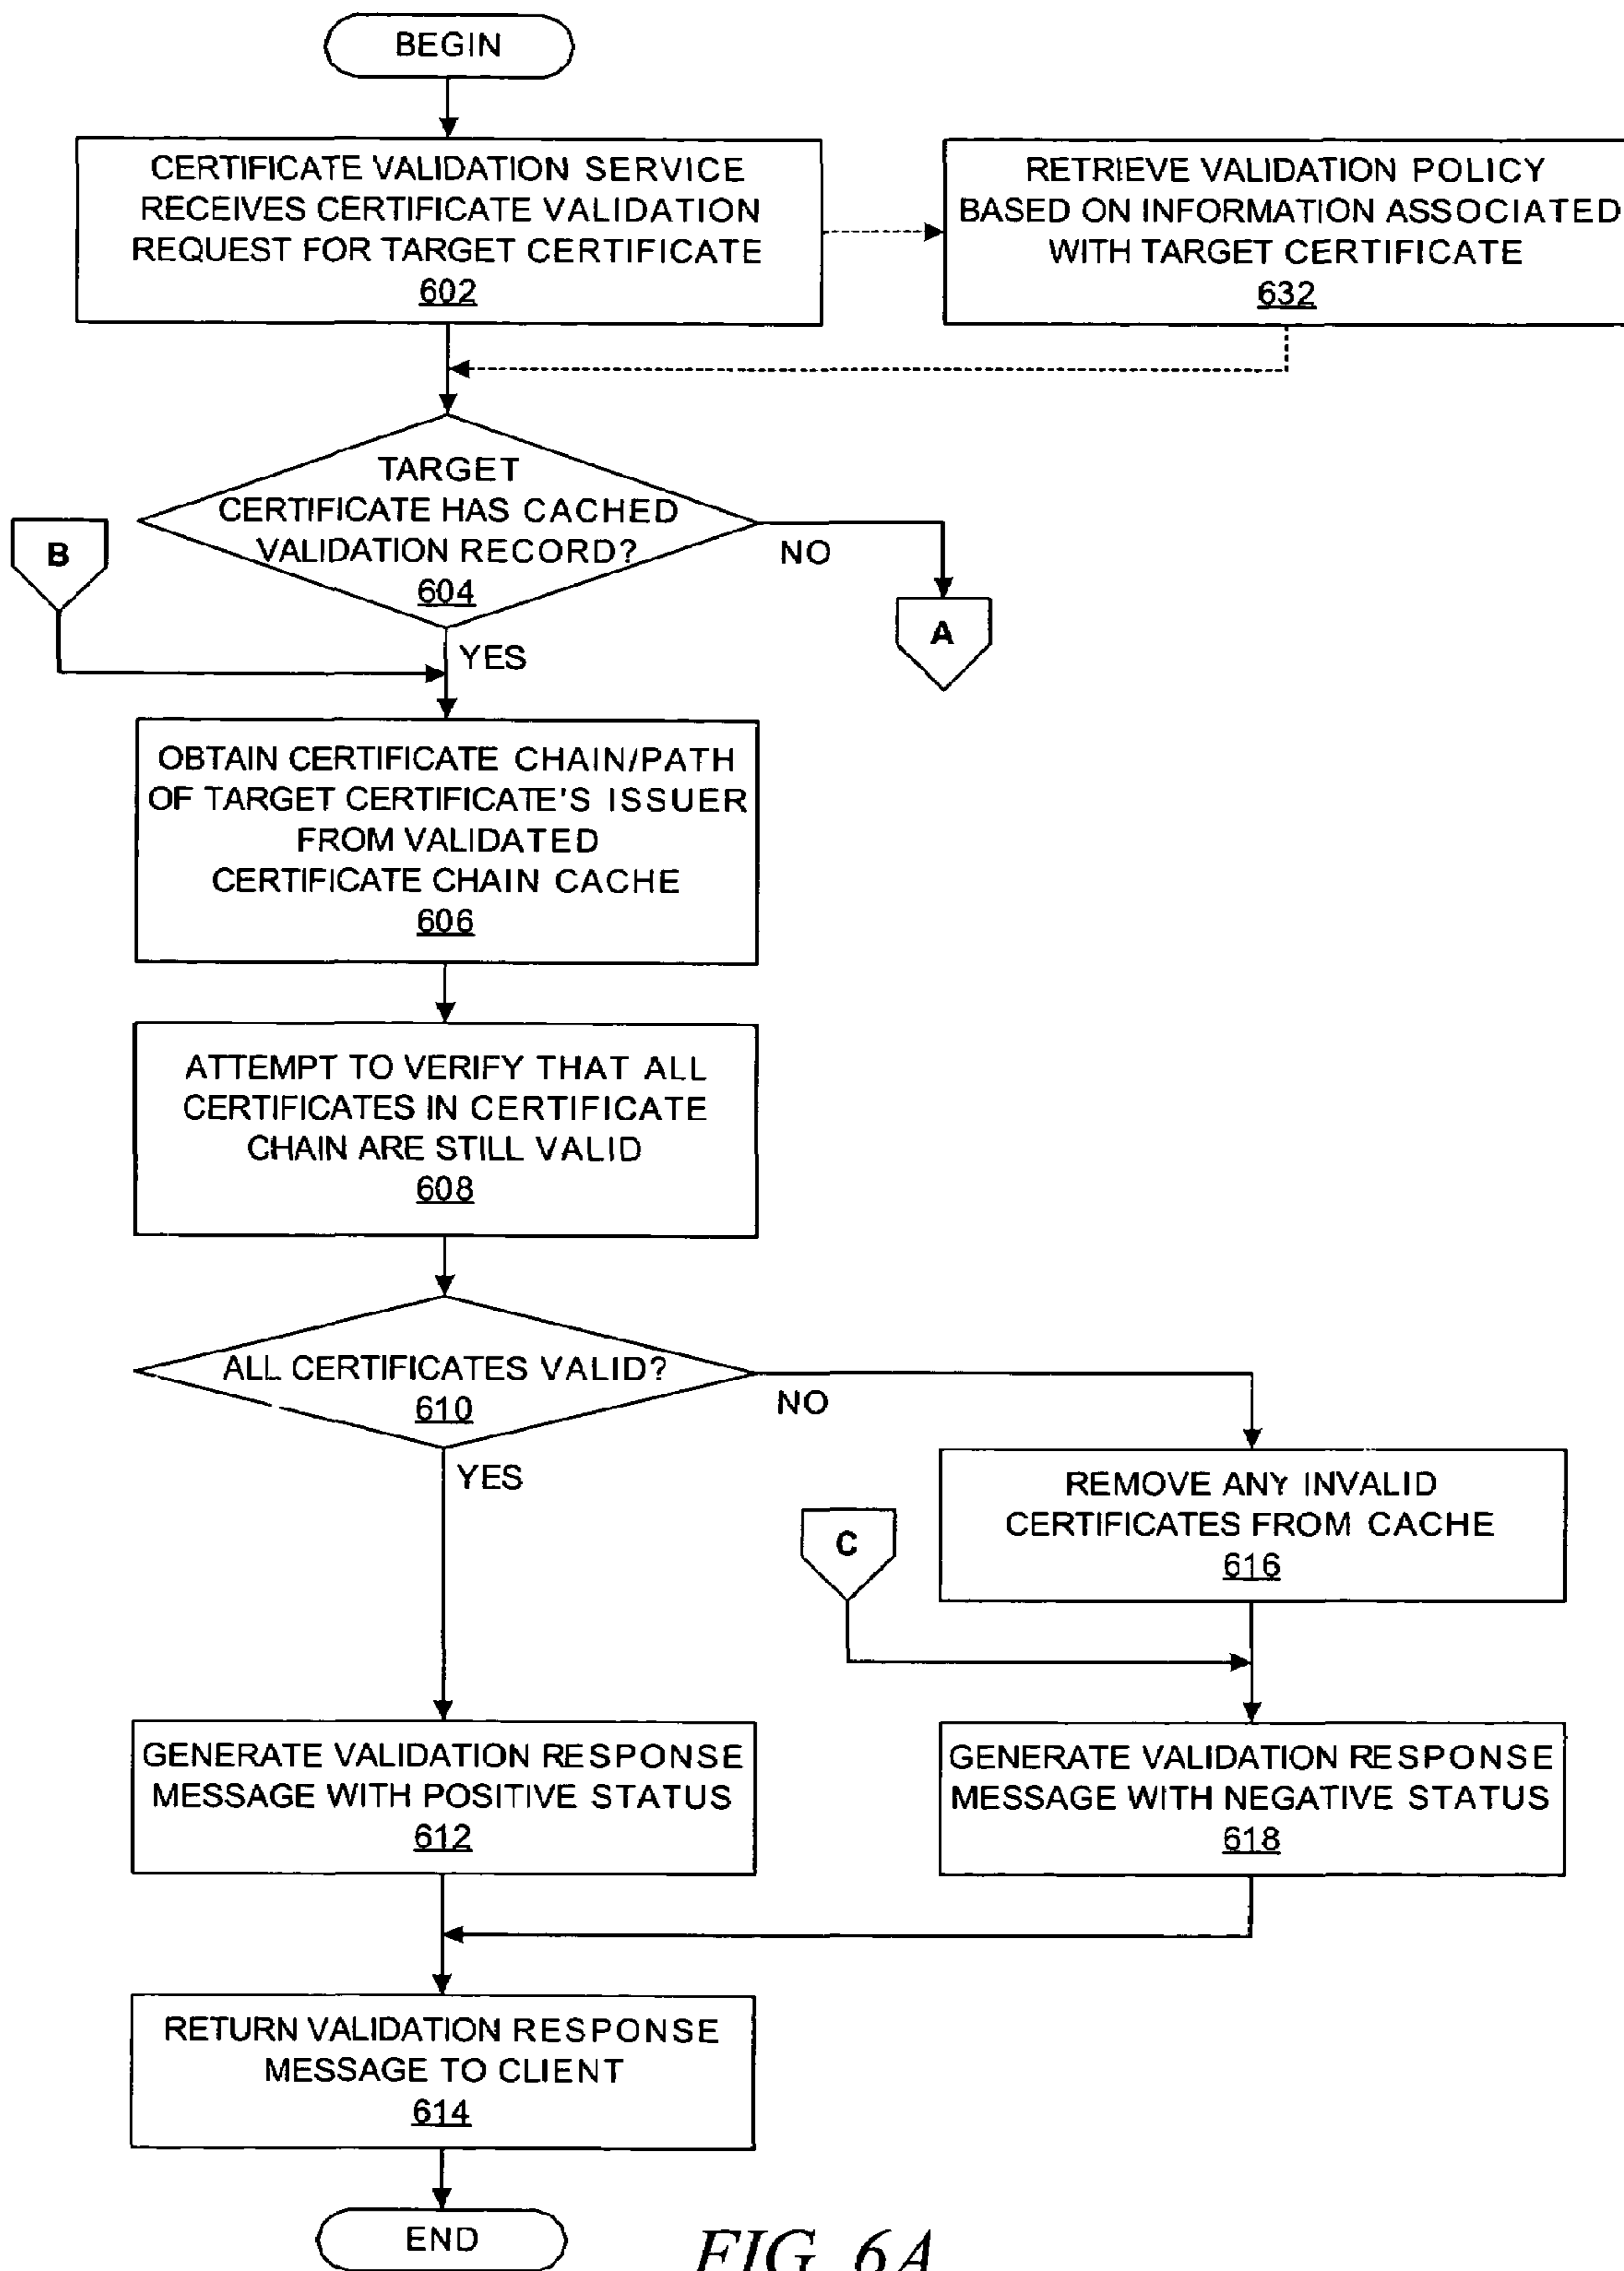 BEGIN
CERTIFICATE VALIDATION SERVICE
RECEIVES CERTIFICATE VALIDATION
REQUEST FOR TARGET CERTIFICATE
602
RETRIEVE VALIDATION POLICY
BASED ON INFORMATION ASSOCIATED
WITH TARGET CERTIFICATE
632
TARGET
CERTIFICATE HAS CACHED
VALIDATION RECORD?
604
NO
B
A
YES
OBTAIN CERTIFICATE CHAIN/PATH
OF TARGET CERTIFICATE'S ISSUER
FROM VALIDATED
CERTIFICATE CHAIN CACHE
606
ATTEMPT TO VERIFY THAT ALL
CERTIFICATES IN CERTIFICATE
CHAIN ARE STILL VALID
608
ALL CERTIFICATES VALID?
610
NO
YES
REMOVE ANY INVALID
CERTIFICATES FROM CACHE
616
C
GENERATE VALIDATION RESPONSE
MESSAGE WITH POSITIVE STATUS
612
GENERATE VALIDATION RESPONSE
MESSAGE WITH NEGATIVE STATUS
618
RETURN VALIDATION RESPONSE
MESSAGE TO CLIENT
614
END
FIG 6A